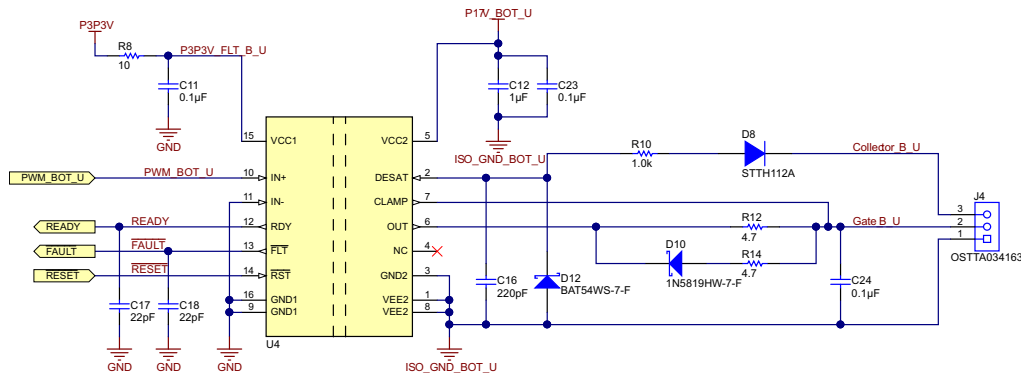 P17V_BOT_U
P3P3V
R8
10
P3P3V_FLT_B_U
C11
0.1µF
GND
C12
1µF
C23
0.1µF
ISO_GND_BOT_U
15 VCC1
VCC2 5
R10
1.0k
D8
STTH112A
Collector_B_U
PWM_BOT_U
PWM_BOT_U
10 IN+
DESAT 2
11 IN-
CLAMP 7
READY
READY
12 RDY
OUT 6
R12
4.7
Gate B_U
J4
3
2
1
OSTTA034163
FAULT
FAULT
13 FLT
NC 4
D10
1N5819HW-7-F
R14
4.7
RESET
RESET
14 RST
GND2 3
C16
220pF
D12
BAT54WS-7-F
C24
0.1µF
C17
22pF
C18
22pF
16 GND1
VEE2 1
9 GND1
VEE2 8
U4
GND
GND
GND
ISO_GND_BOT_U